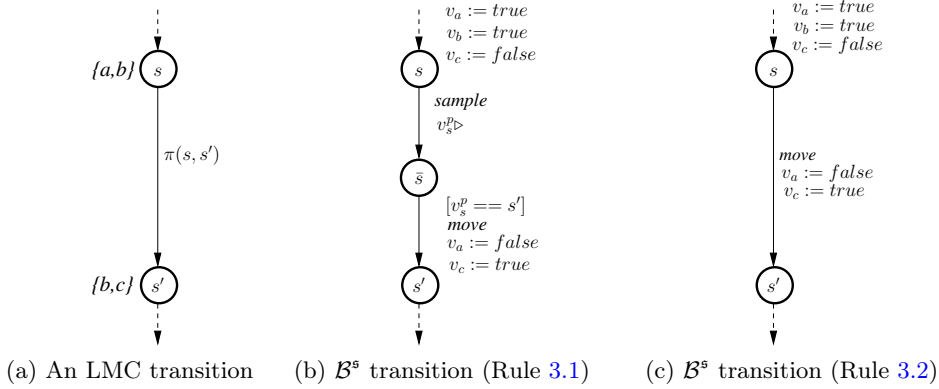 {a,b}
s
π(s, s′)
{b,c}
s′
(a) An LMC transition
v_a := true
v_b := true
v_c := false
s
sample
v_s^p ▷
s̄
[v_s^p == s′]
move
v_a := false
v_c := true
s′
(b) 𝓑^𝔰 transition (Rule 3.1)
v_a := true
v_b := true
v_c := false
s
move
v_a := false
v_c := true
s′
(c) 𝓑^𝔰 transition (Rule 3.2)